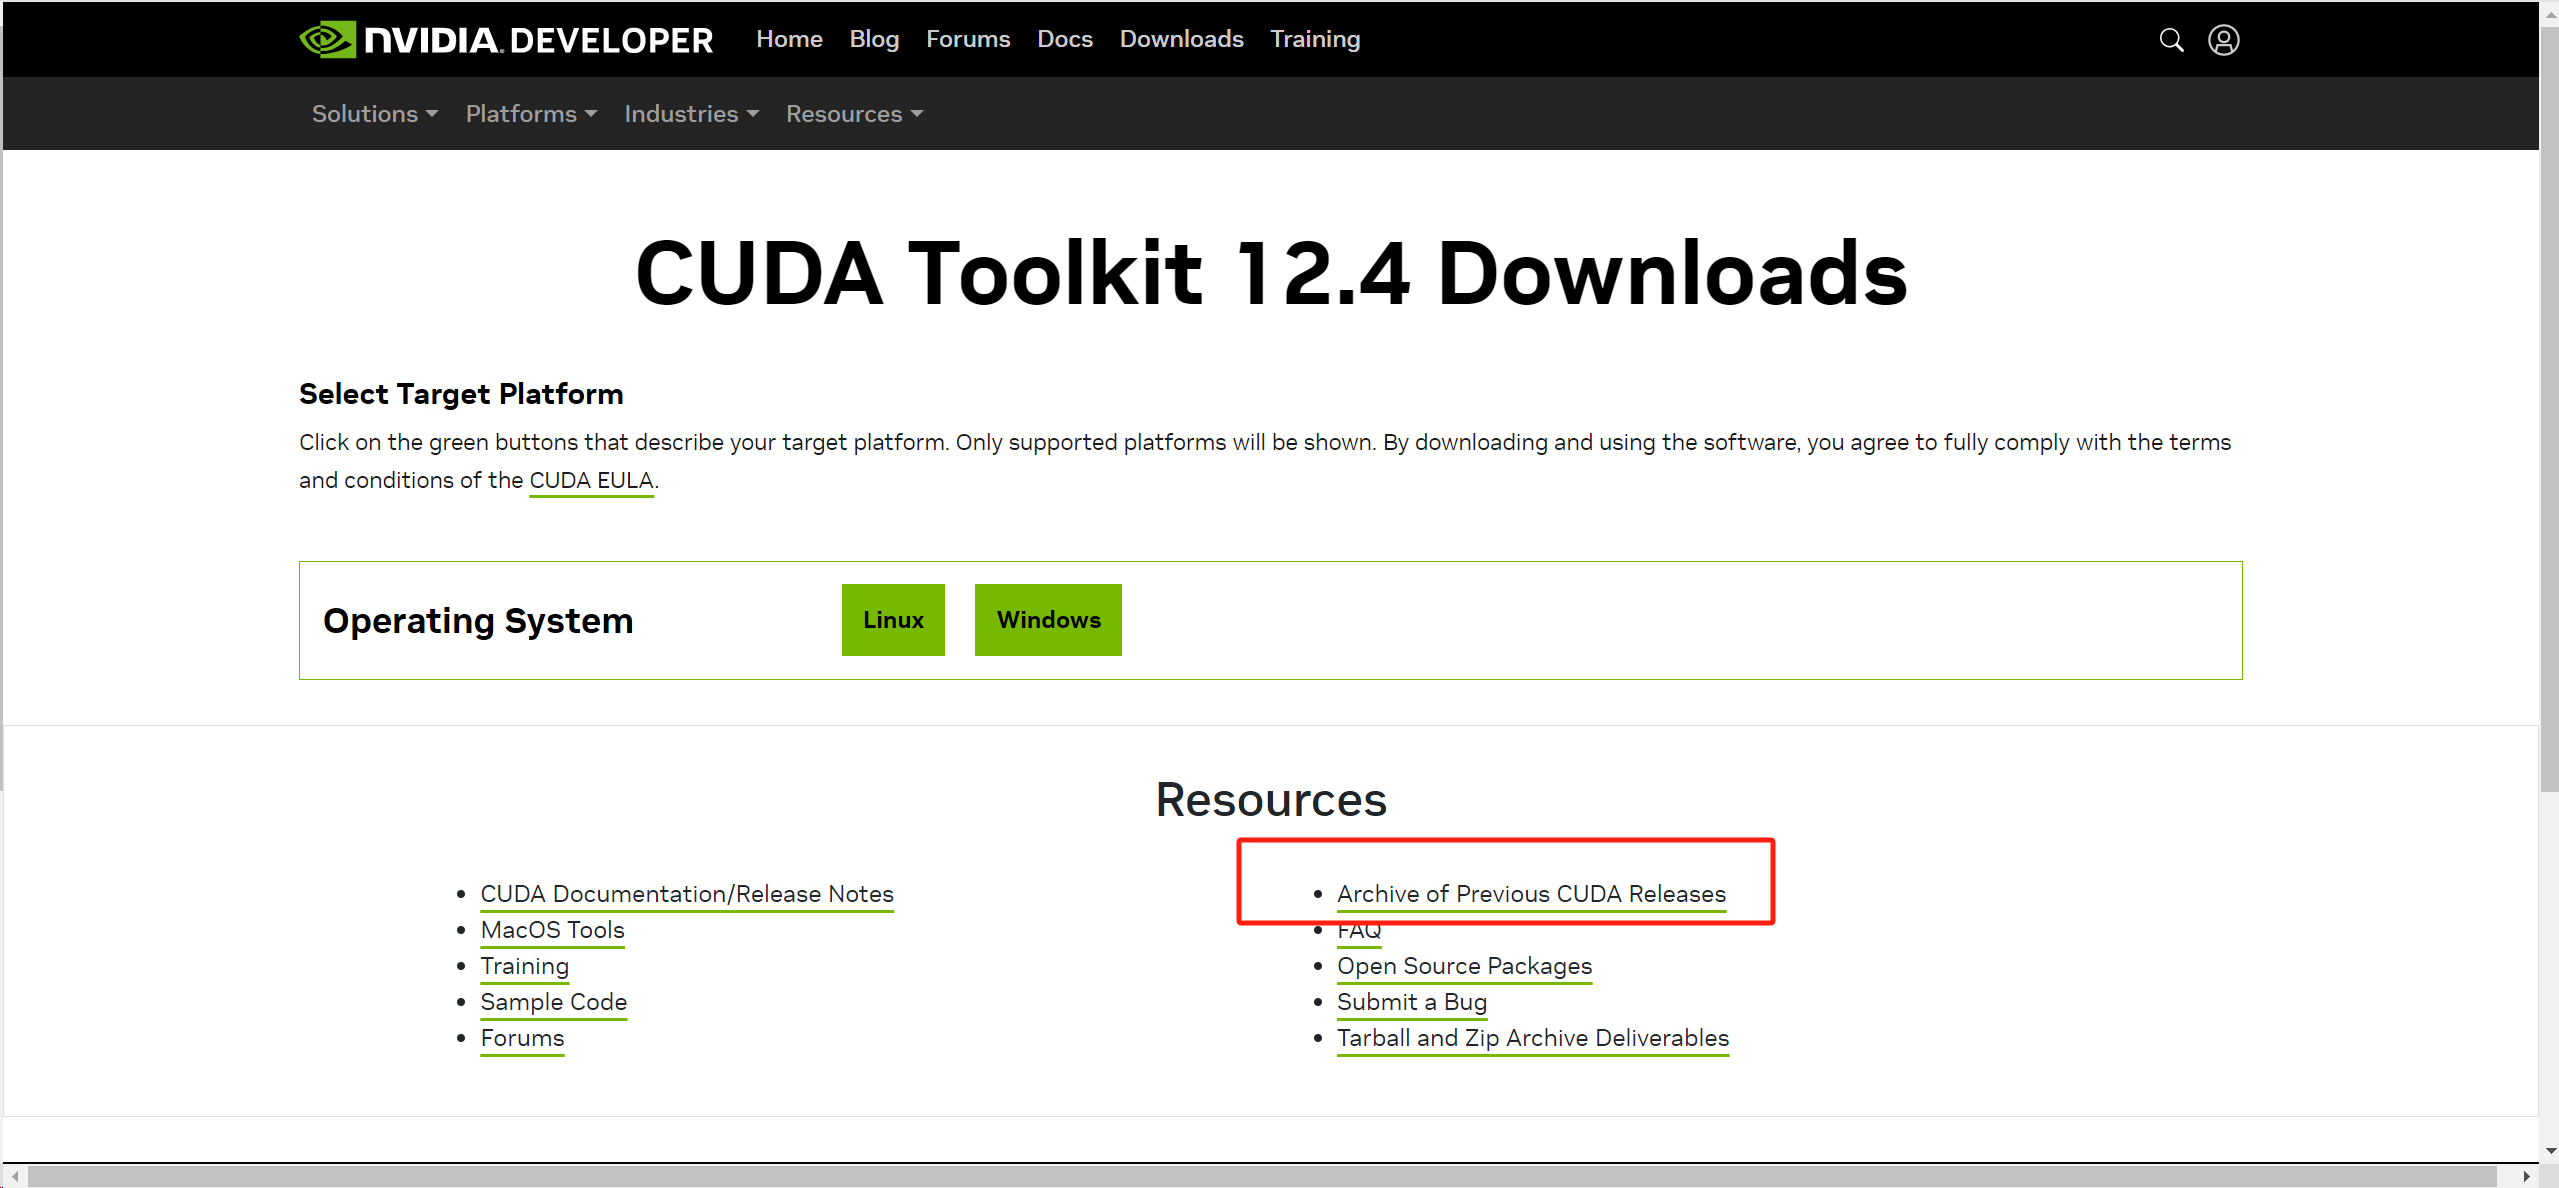 NVIDIA. DEVELOPER Home Blog Forums Docs Downloads Training
Solutions Platforms Industries Resources
CUDA Toolkit 12.4 Downloads
Select Target Platform
Click on the green buttons that describe your target platform. Only supported platforms will be shown. By downloading and using the software, you agree to fully comply with the terms
and conditions of the CUDA EULA.
Operating System Linux Windows
Resources
CUDA Documentation/Release Notes
MacOS Tools
Training
Sample Code
Forums
Archive of Previous CUDA Releases
FAQ
Open Source Packages
Submit a Bug
Tarball and Zip Archive Deliverables